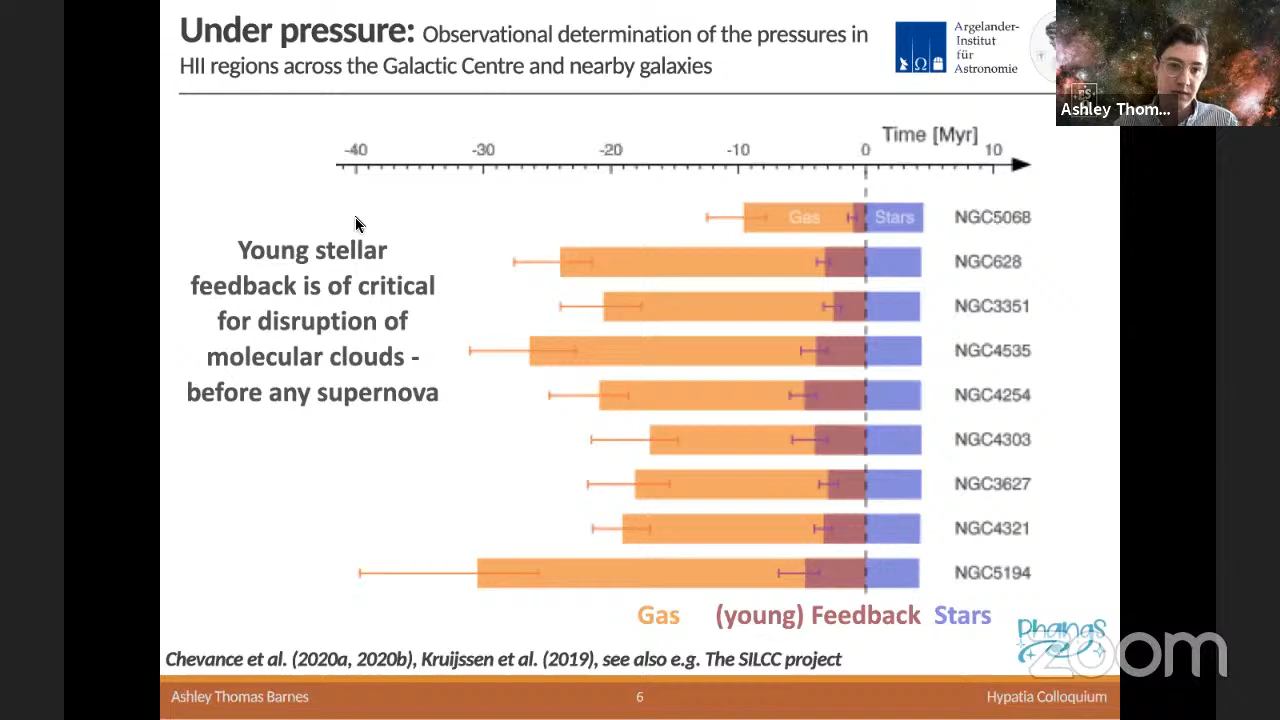 Under pressure: Observational determination of the pressures in
HII regions across the Galactic Centre and nearby galaxies
Argelander-
Institut
für
Astronomie
Ashley Thom...
Time [Myr]
-40 -30 -20 -10 0 10
Gas Stars NGC5068
NGC628
NGC3351
NGC4535
NGC4254
NGC4303
NGC3627
NGC4321
NGC5194
Young stellar
feedback is of critical
for disruption of
molecular clouds -
before any supernova
Gas (young) Feedback Stars
Phangs
zoom
Chevance et al. (2020a, 2020b), Kruijssen et al. (2019), see also e.g. The SILCC project
Ashley Thomas Barnes 6 Hypatia Colloquium